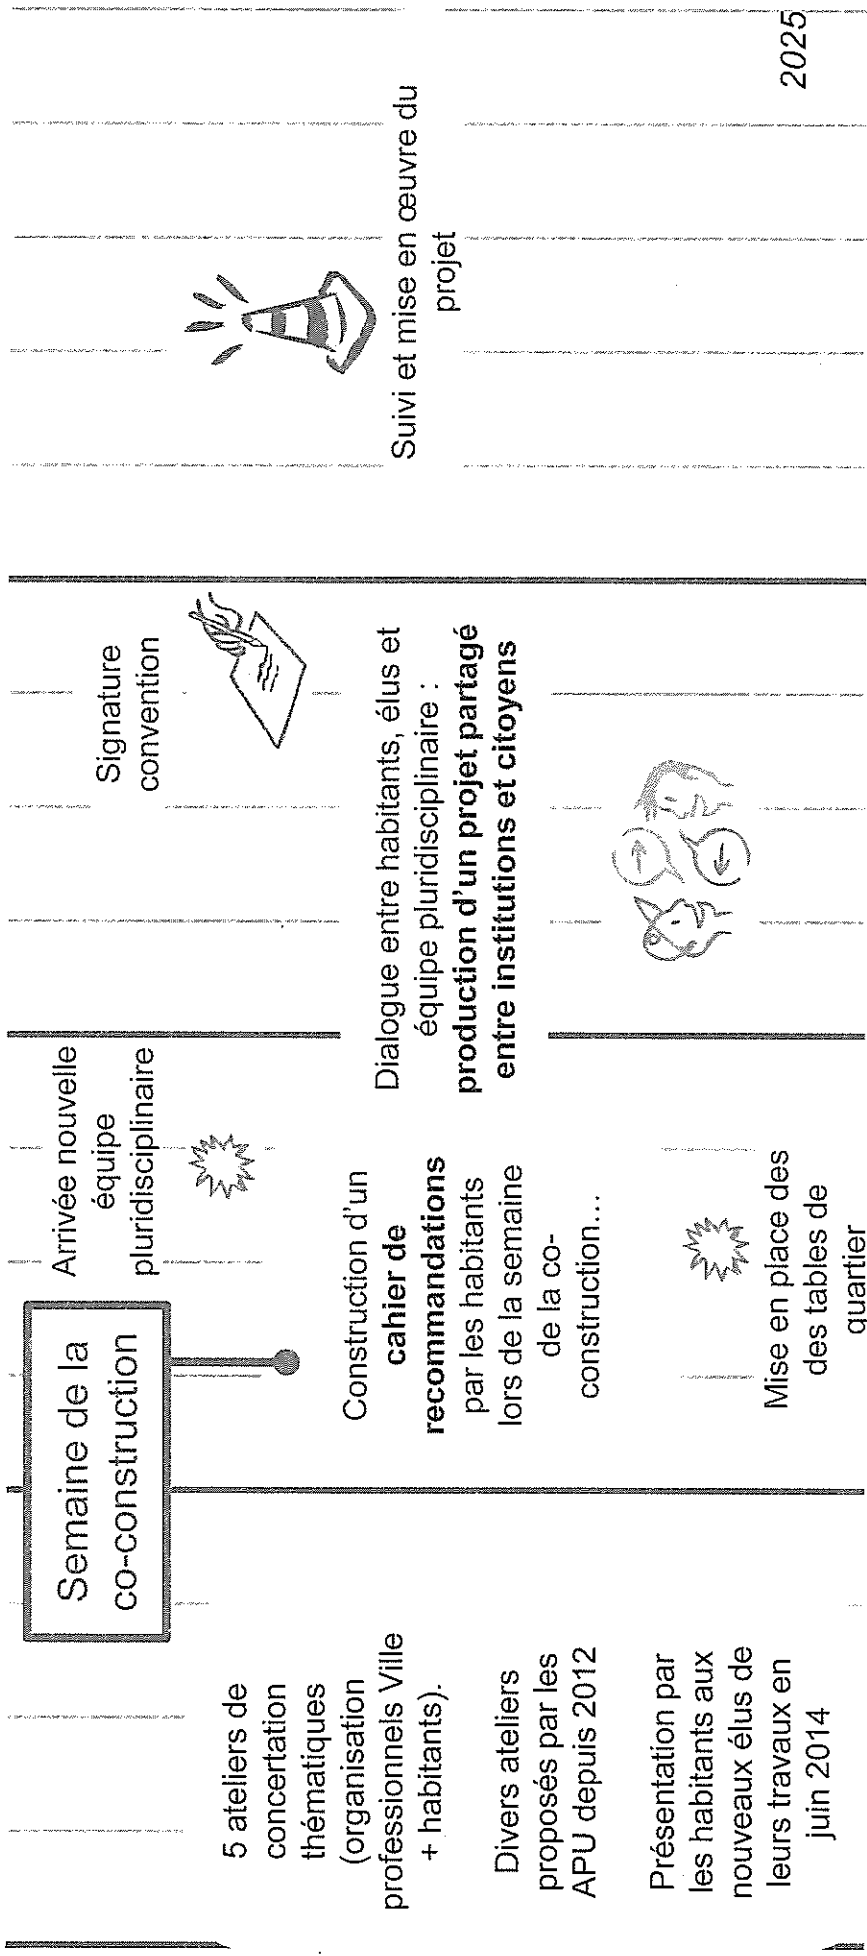 5 ateliers de
concertation
thématiques
(organisation
professionnels Ville
+ habitants).
Divers ateliers
proposés par les
APU depuis 2012
Présentation par
les habitants aux
nouveaux élus de
leurs travaux en
juin 2014
Semaine de la
co-construction
Arrivée nouvelle
équipe
pluridisciplinaire
Construction d'un
cahier de
recommandations
par les habitants
lors de la semaine
de la co-
construction...
Mise en place des
des tables de
quartier
Signature
convention
Dialogue entre habitants, élus et
équipe pluridisciplinaire :
production d'un projet partagé
entre institutions et citoyens
Suivi et mise en œuvre du
projet
2025